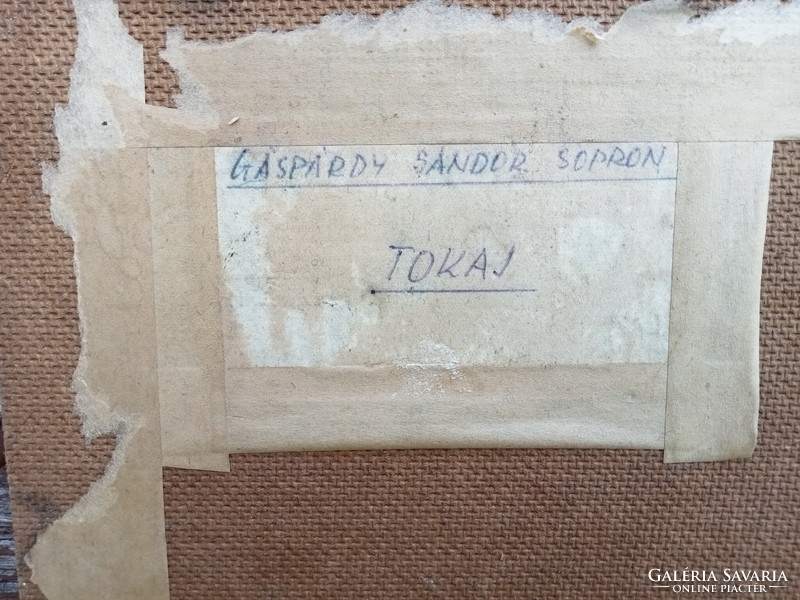 GÁSPÁRDY SÁNDOR SOPRON
TOKAJ
GALÉRIA SAVARIA
ONLINE PIACTÉR